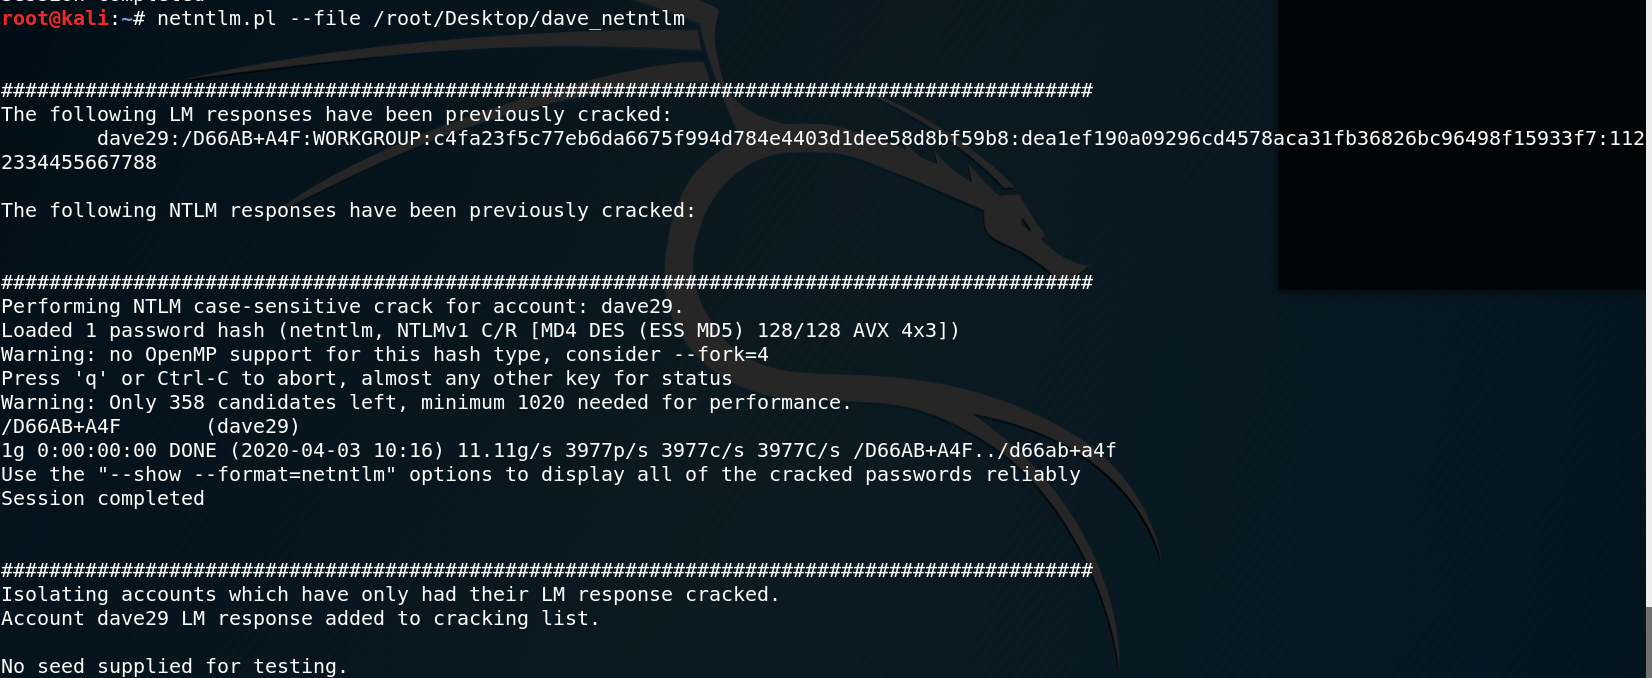 root@kali:~# netntlm.pl --file /root/Desktop/dave_netntlm
###########################################################################################
The following LM responses have been previously cracked:
dave29:/D66AB+A4F:WORKGROUP:c4fa23f5c77eb6da6675f994d784e4403d1dee58d8bf59b8:dea1ef190a09296cd4578aca31fb36826bc96498f15933f7:112
2334455667788
The following NTLM responses have been previously cracked:
###########################################################################################
Performing NTLM case-sensitive crack for account: dave29.
Loaded 1 password hash (netntlm, NTLMv1 C/R [MD4 DES (ESS MD5) 128/128 AVX 4x3])
Warning: no OpenMP support for this hash type, consider --fork=4
Press 'q' or Ctrl-C to abort, almost any other key for status
Warning: Only 358 candidates left, minimum 1020 needed for performance.
/D66AB+A4F       (dave29)
1g 0:00:00:00 DONE (2020-04-03 10:16) 11.11g/s 3977p/s 3977c/s 3977C/s /D66AB+A4F../d66ab+a4f
Use the "--show --format=netntlm" options to display all of the cracked passwords reliably
Session completed
###########################################################################################
Isolating accounts which have only had their LM response cracked.
Account dave29 LM response added to cracking list.
No seed supplied for testing.